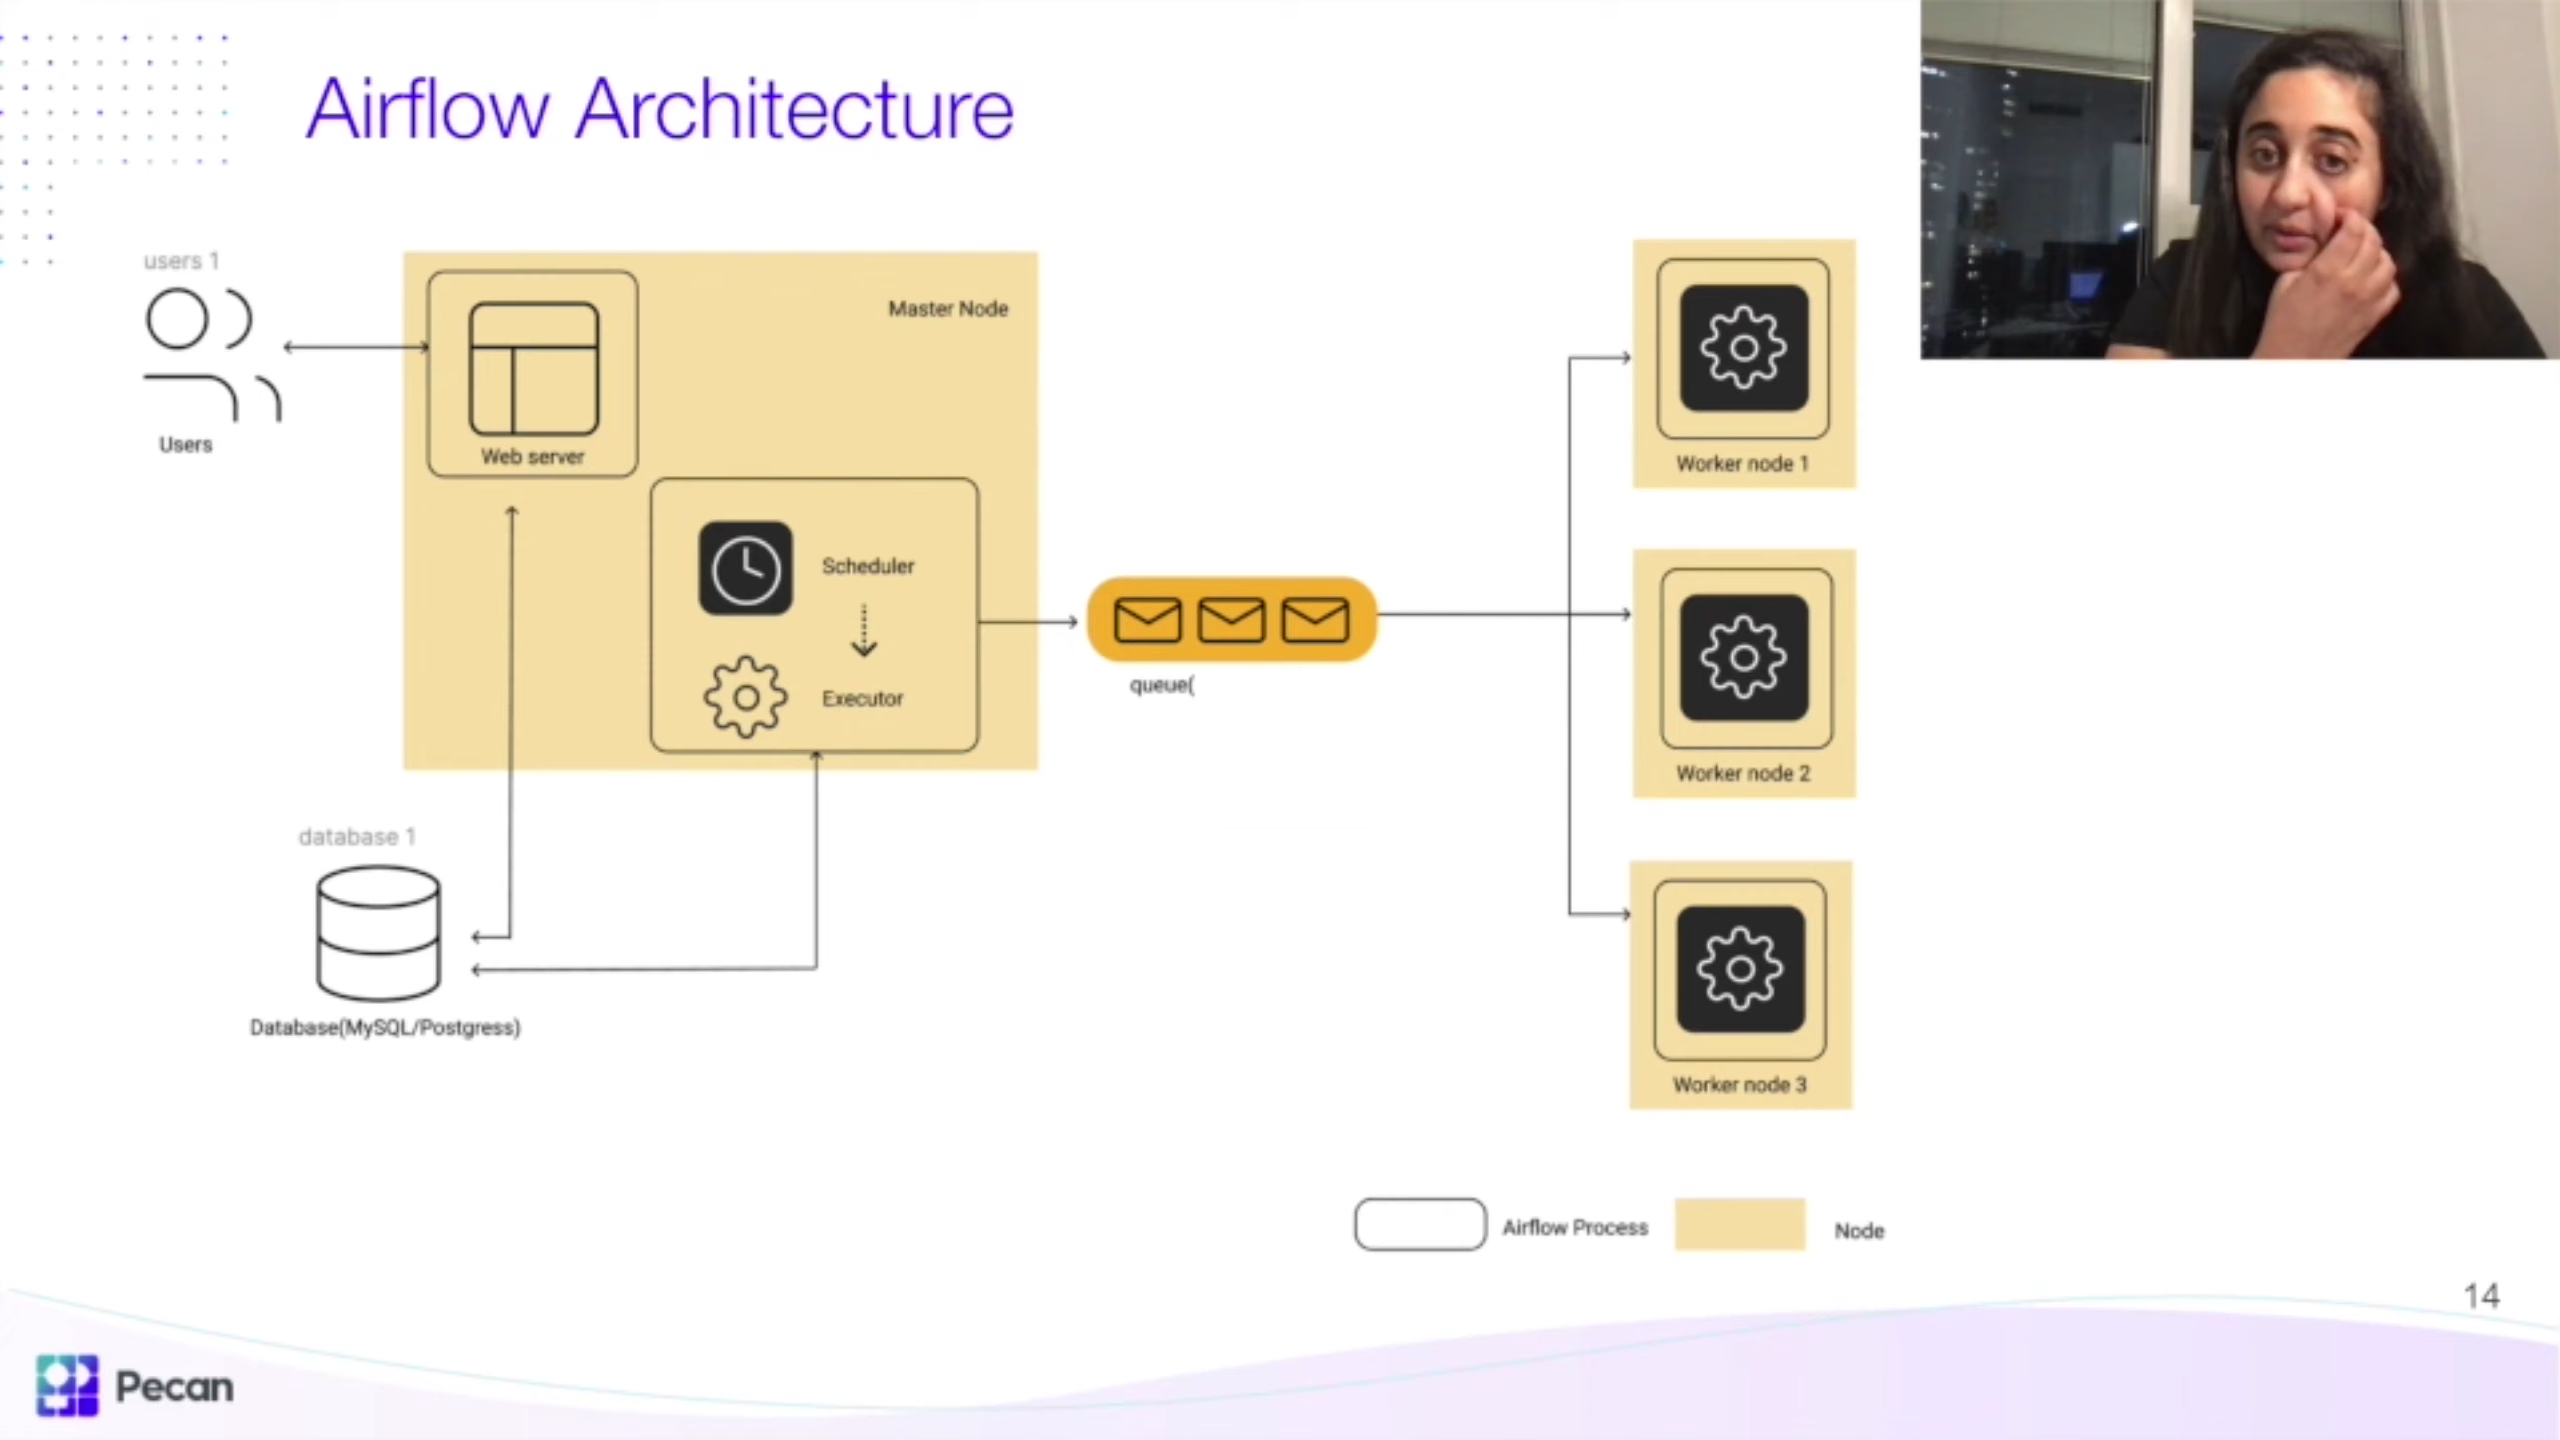 Airflow Architecture
users 1
Users
Master Node
Web server
Scheduler
Executor
queue(
Worker node 1
Worker node 2
Worker node 3
database 1
Database(MySQL/Postgress)
Airflow Process
Node
14
Pecan